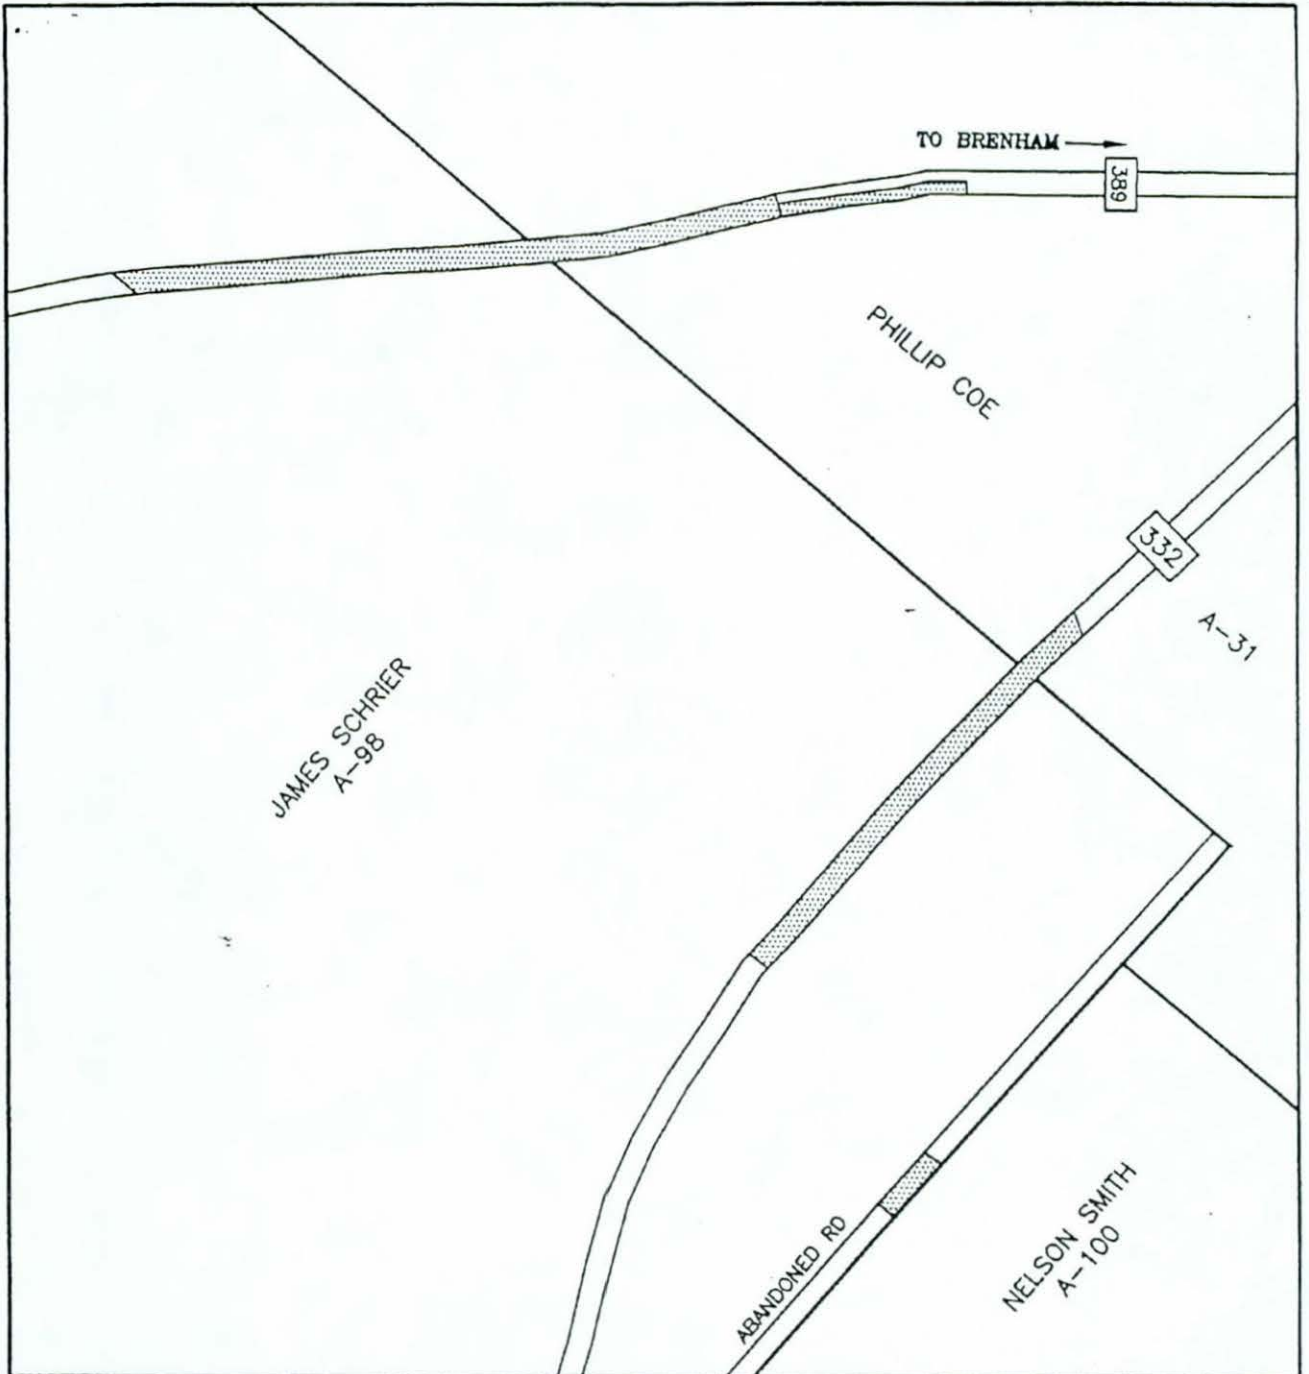 TO BRENHAM
389
PHILLIP COE
332
A-31
JAMES SCHRIER
A-98
ABANDONED RD
NELSON SMITH
A-100